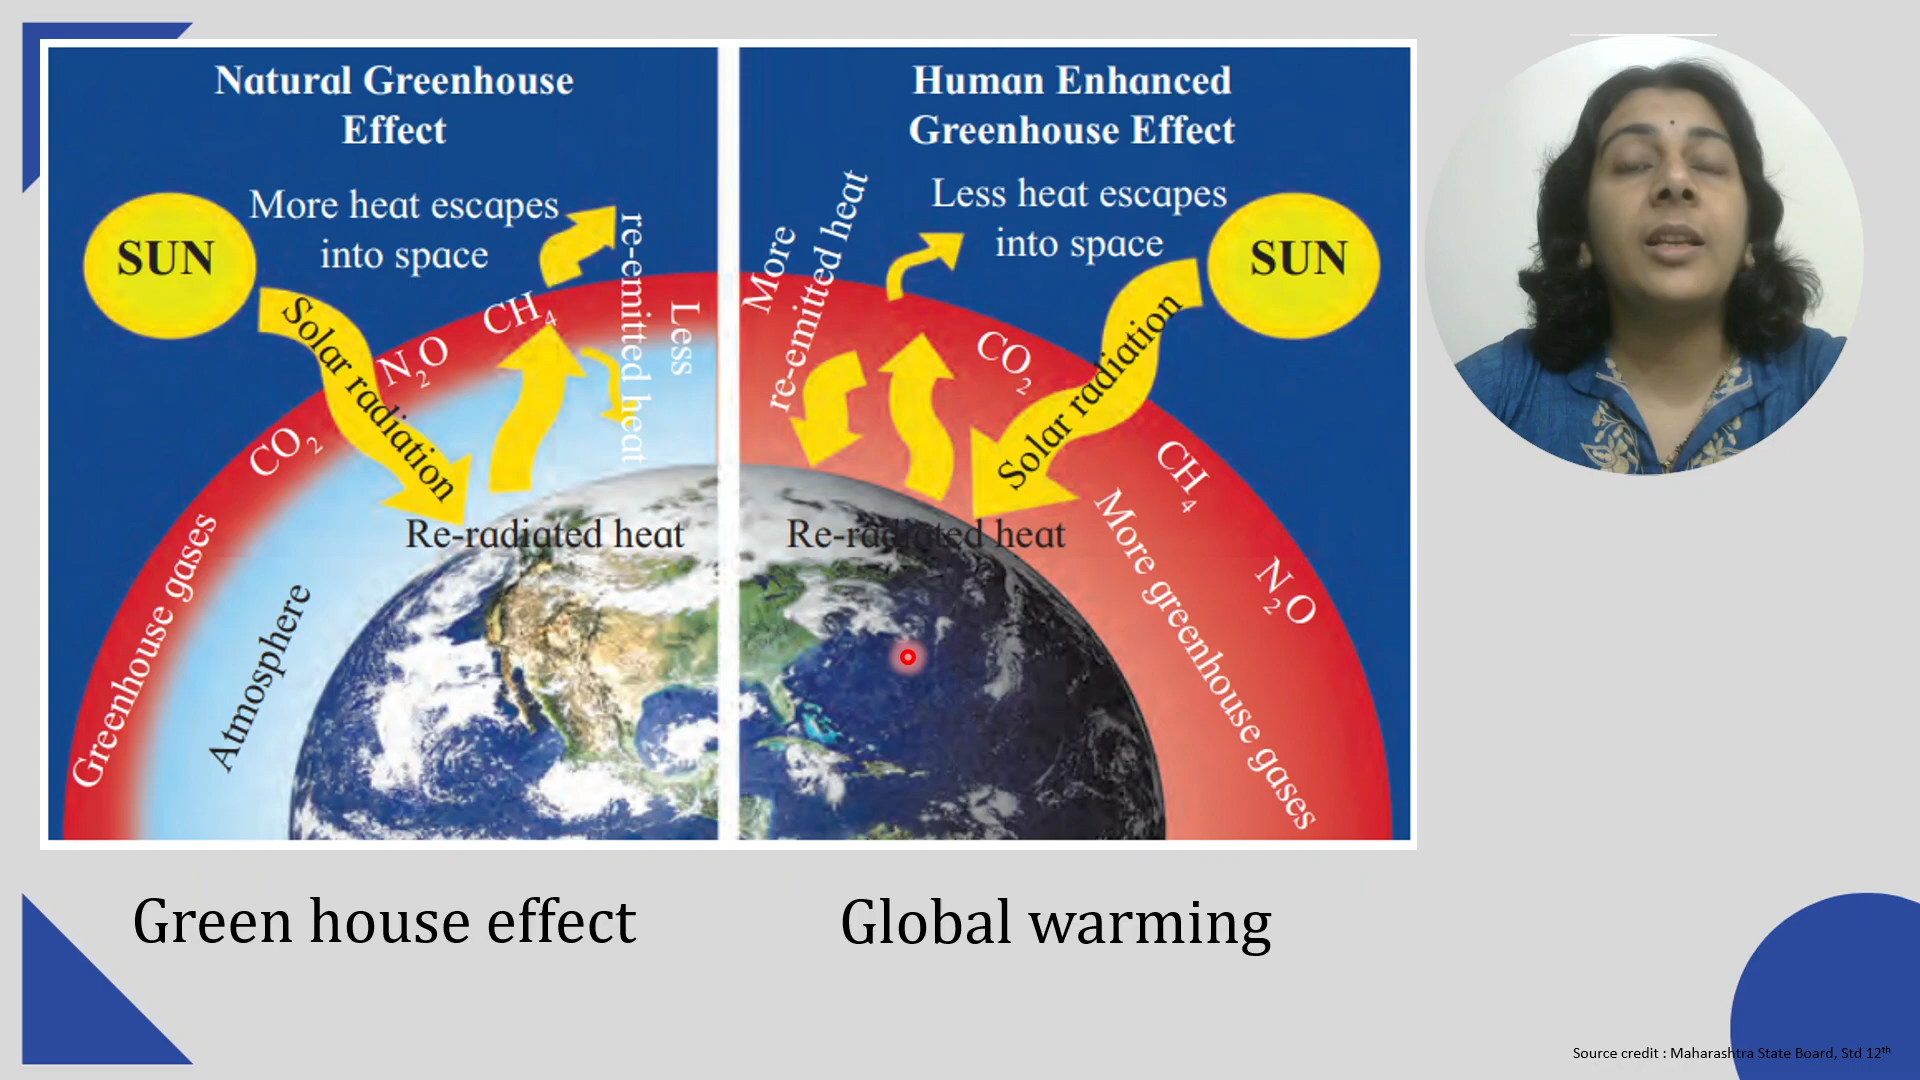 Natural Greenhouse
Effect
SUN
More heat escapes
into space
Solar radiation
CO2
N2O
CH4
Less
re-emitted heat
Re-radiated heat
Greenhouse gases
Atmosphere
Human Enhanced
Greenhouse Effect
More
re-emitted heat
Less heat escapes
into space
SUN
Solar radiation
CO2
CH4
N2O
Re-radiated heat
More greenhouse gases
Green house effect
Global warming
Source credit : Maharashtra State Board, Std 12th